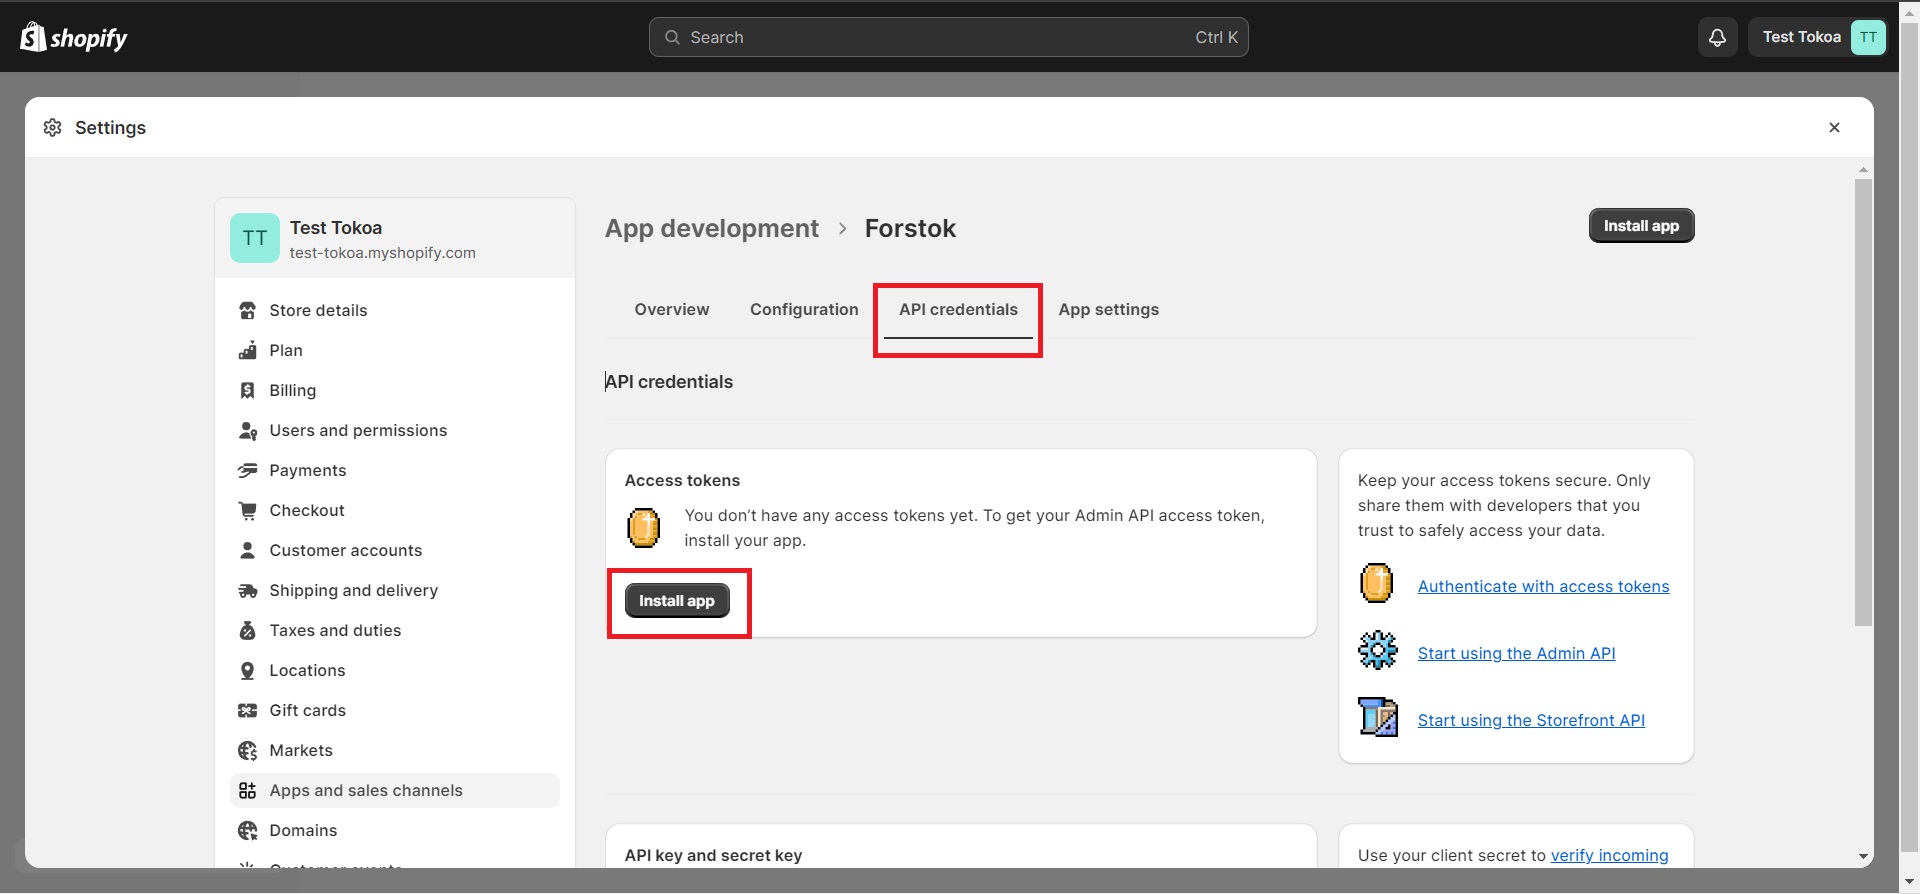 shopify
Search
Ctrl K
Test Tokoa
TT
Settings
TT
Test Tokoa
test-tokoa.myshopify.com
Store details
Plan
Billing
Users and permissions
Payments
Checkout
Customer accounts
Shipping and delivery
Taxes and duties
Locations
Gift cards
Markets
Apps and sales channels
Domains
App development
Forstok
Install app
Overview
Configuration
API credentials
App settings
API credentials
Access tokens
You don’t have any access tokens yet. To get your Admin API access token,
install your app.
Install app
Keep your access tokens secure. Only
share them with developers that you
trust to safely access your data.
Authenticate with access tokens
Start using the Admin API
Start using the Storefront API
API key and secret key
Use your client secret to verify incoming